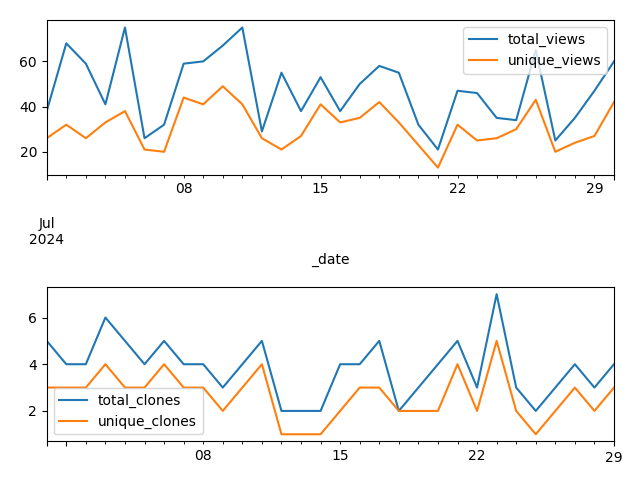 total_views
unique_views
60
40
20
08
15
22
29
Jul
2024
_date
6
4
2
total_clones
unique_clones
08
15
22
29